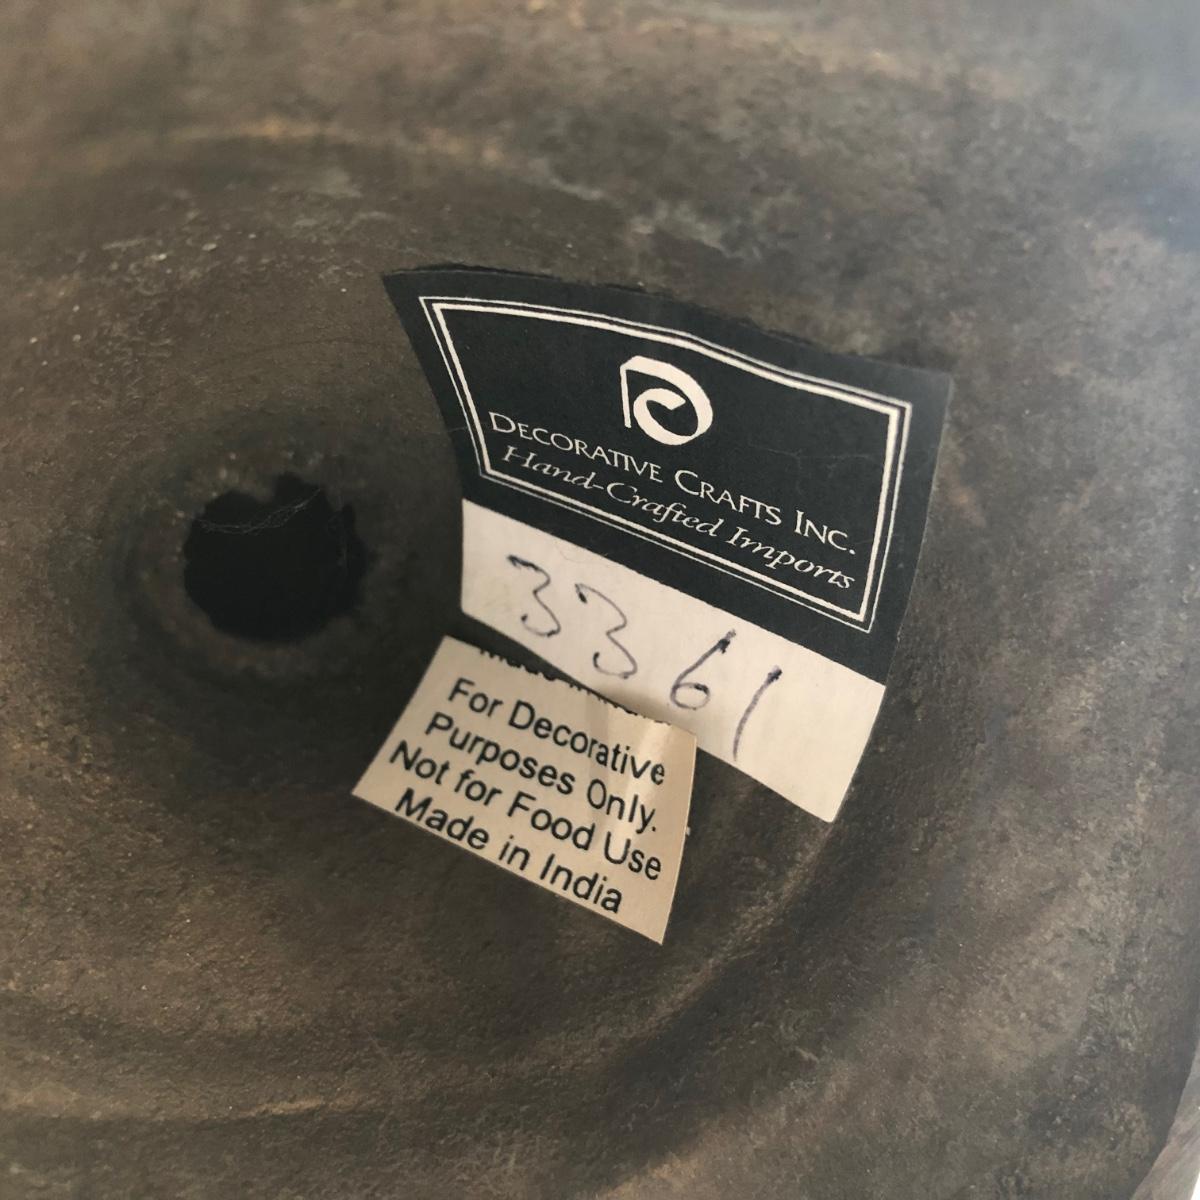 DECORATIVE CRAFTS INC.
Hand-Crafted Imports
3361
For Decorative
Purposes Only.
Not for Food Use
Made in India